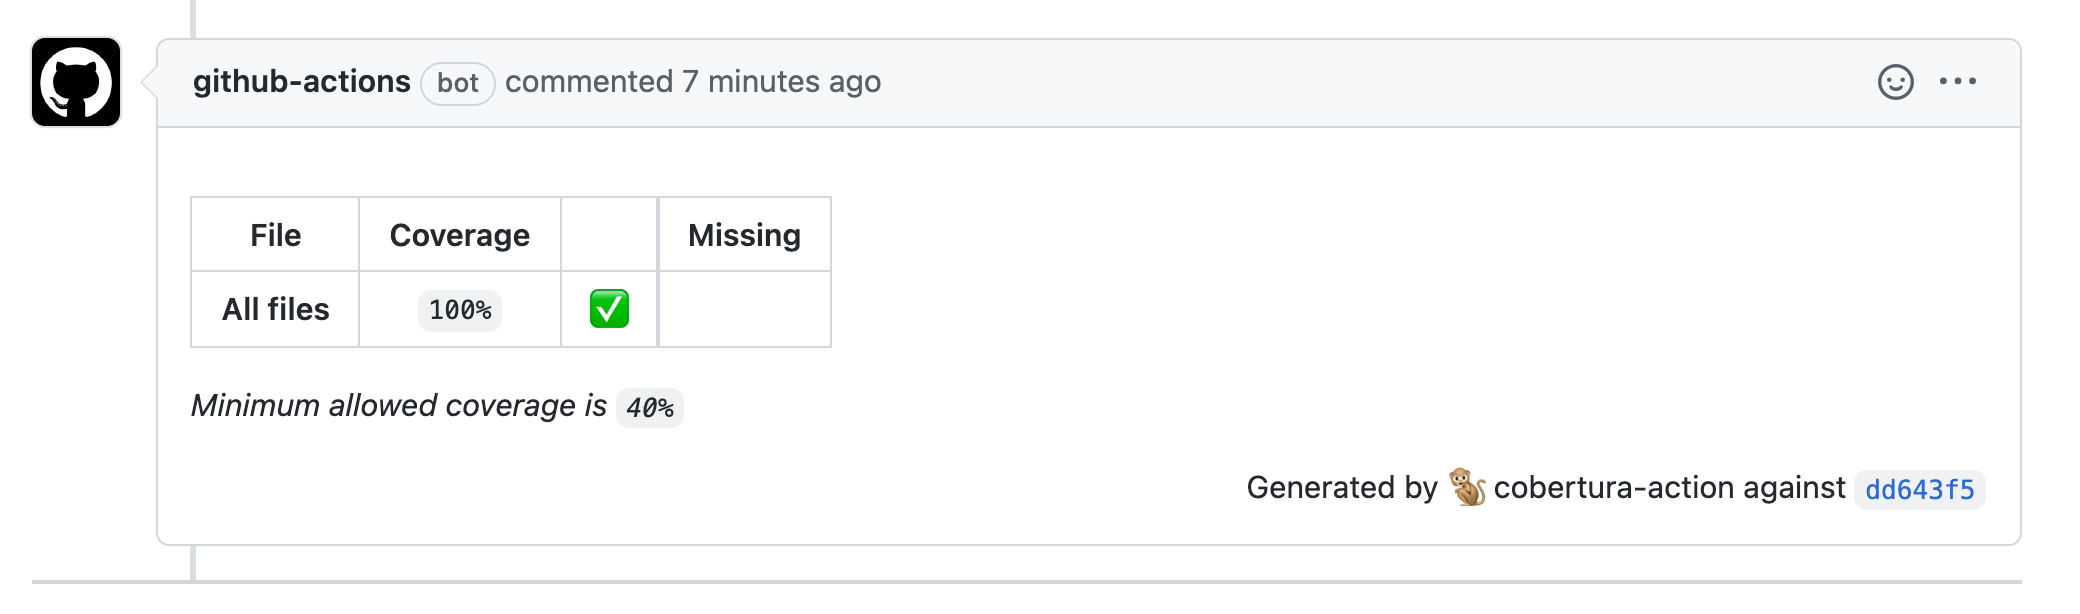 github-actions bot commented 7 minutes ago
File Coverage Missing
All files 100% ✅
Minimum allowed coverage is 40%
Generated by 🐒 cobertura-action against dd643f5